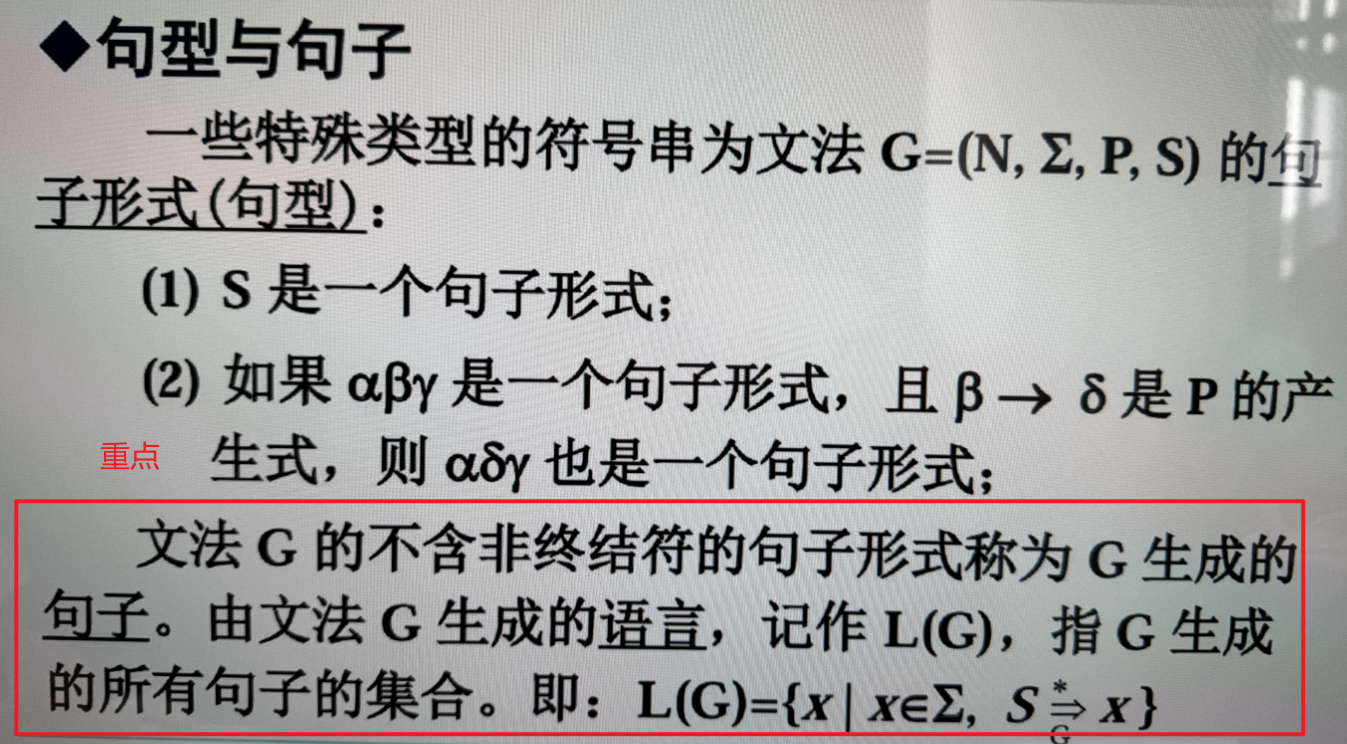 ◆句型与句子
一些特殊类型的符号串为文法 G=(N, Σ, P, S) 的句
子形式(句型)：
(1) S 是一个句子形式；
(2) 如果 αβγ 是一个句子形式，且 β → δ 是 P 的产
重点
生式，则 αδγ 也是一个句子形式；
文法 G 的不含非终结符的句子形式称为 G 生成的
句子。由文法 G 生成的语言，记作 L(G)，指 G 生成
的所有句子的集合。即：L(G)={x | x∈Σ, S *⇒G x}